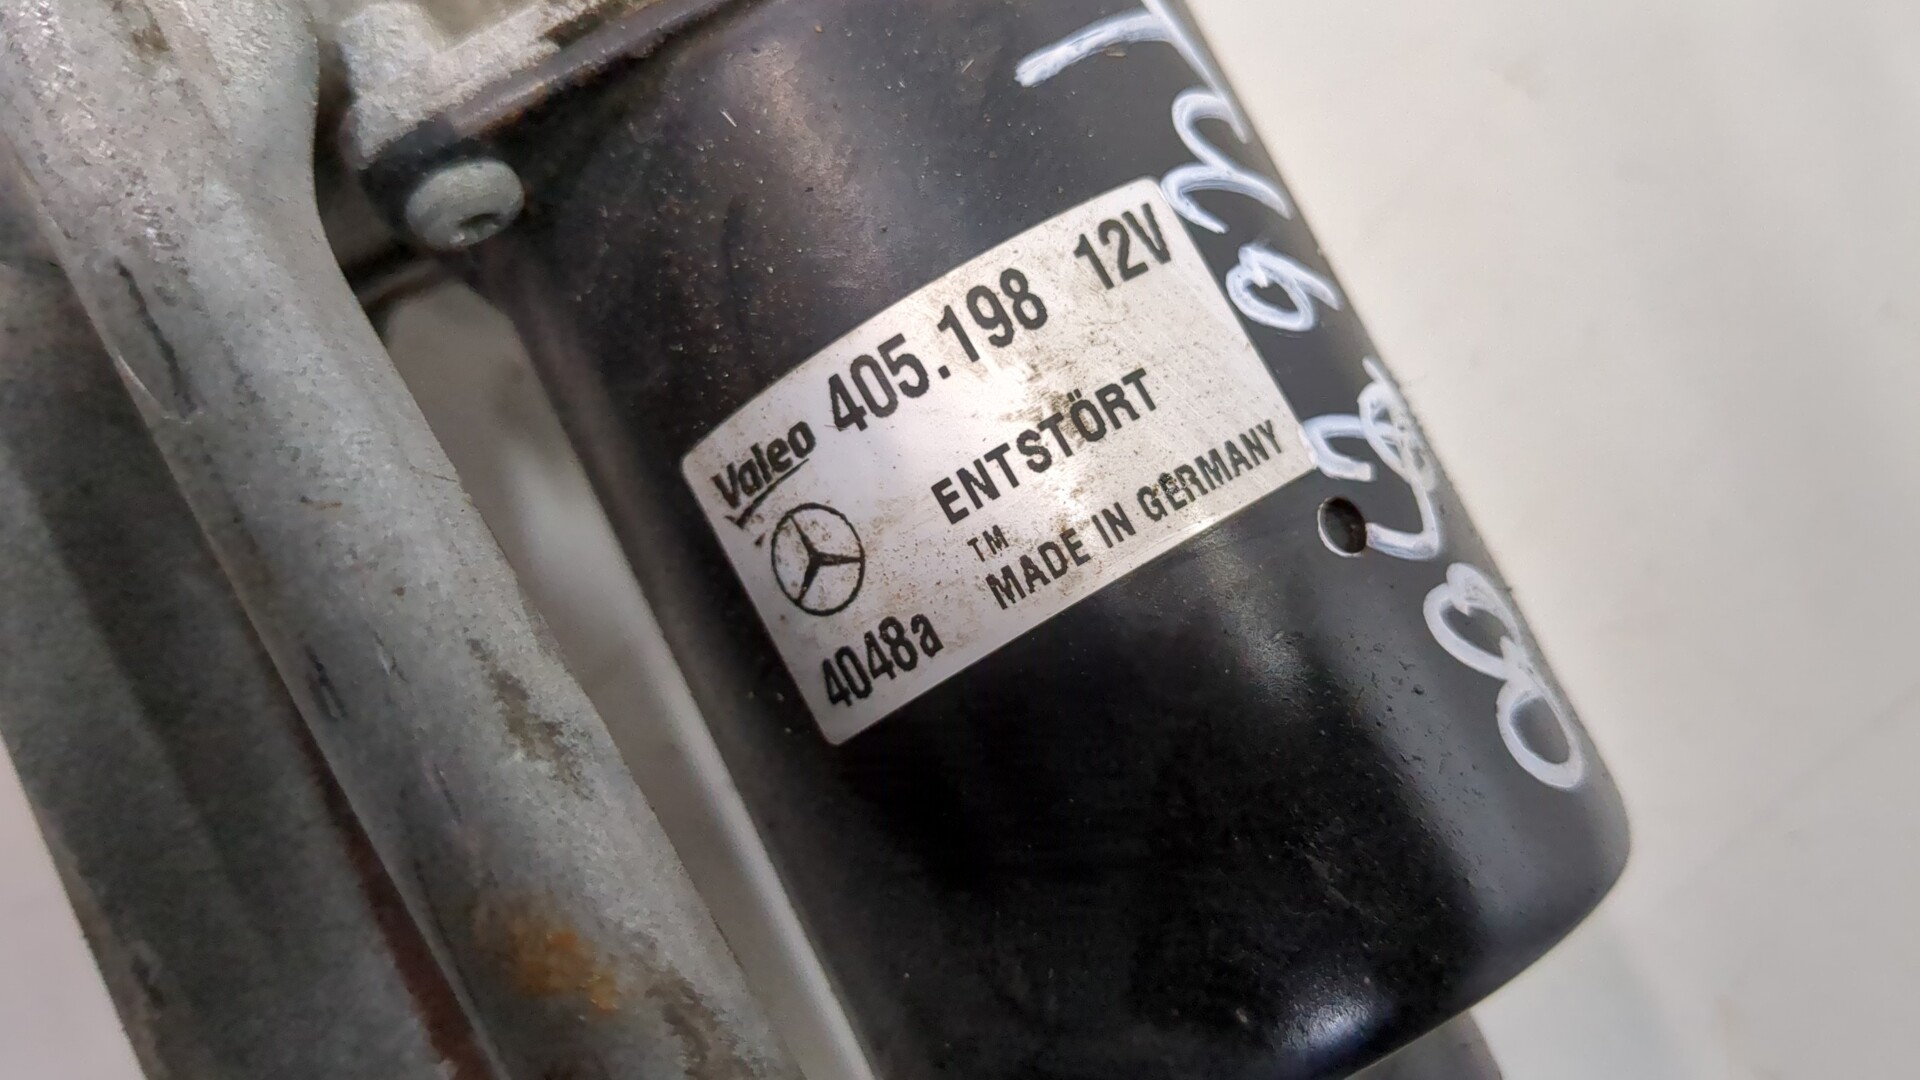 Valeo 405.198 12V
ENTSTÖRT
TM
MADE IN GERMANY
4048a